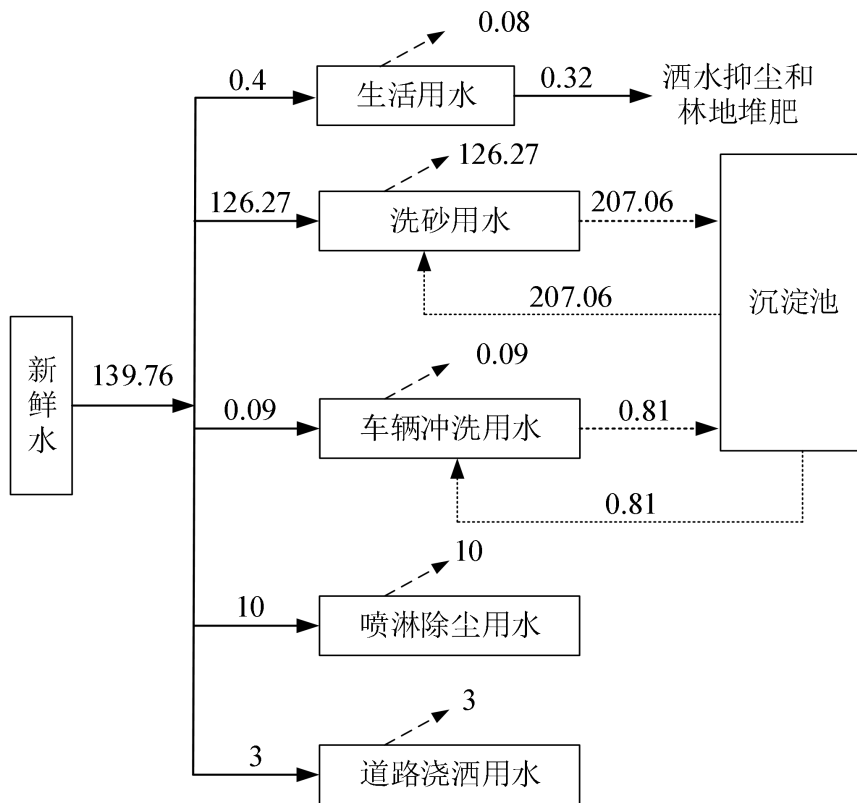 0.08
0.4
生活用水
0.32
洒水抑尘和
林地堆肥
126.27
126.27
洗砂用水
207.06
207.06
沉淀池
新鲜水
139.76
0.09
0.09
车辆冲洗用水
0.81
0.81
10
10
喷淋除尘用水
3
3
道路浇洒用水